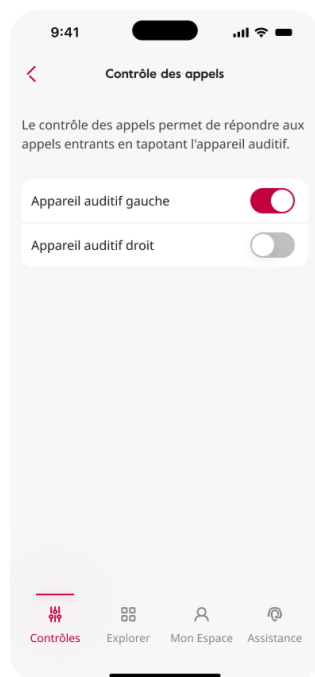 9:41
Contrôle des appels
Le contrôle des appels permet de répondre aux
appels entrants en tapotant l'appareil auditif.
Appareil auditif gauche
Appareil auditif droit
Contrôles Explorer Mon Espace Assistance